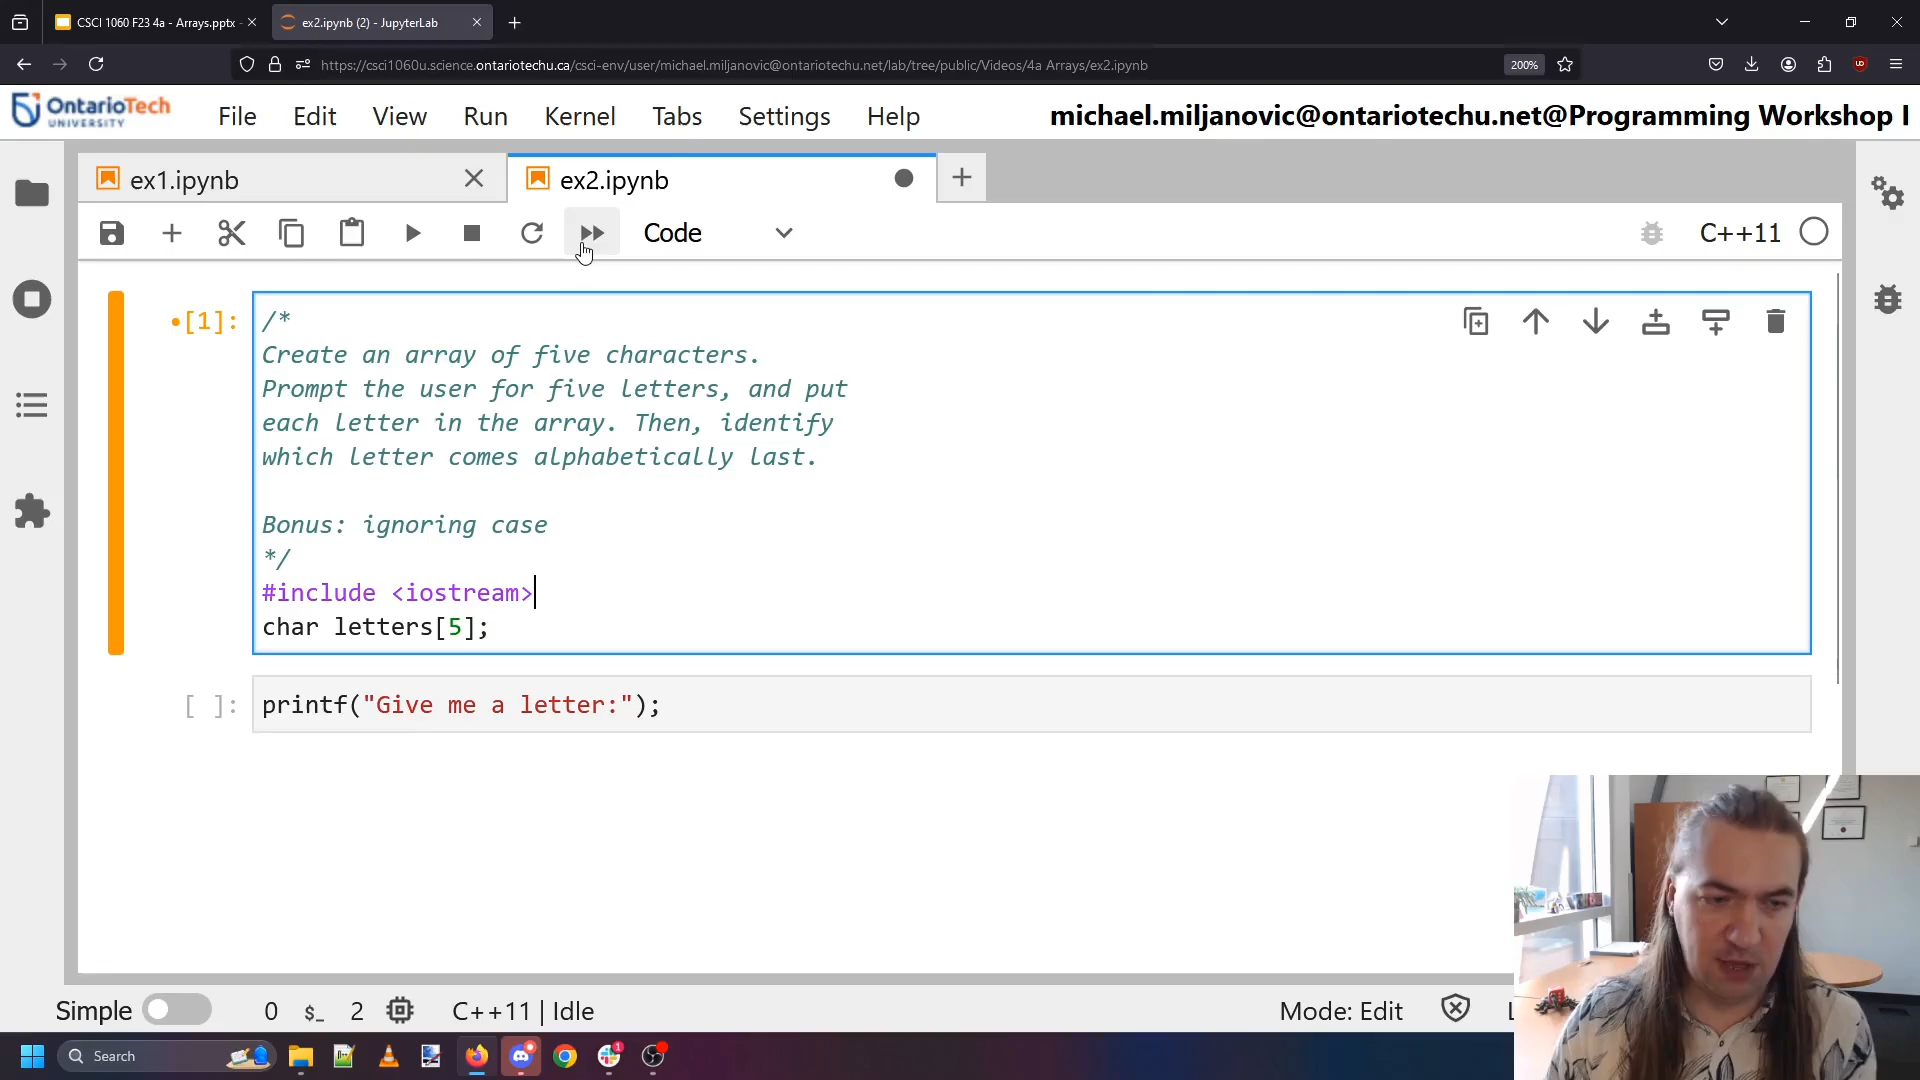 CSCI 1060 F23 4a - Arrays.pptx -
ex2.ipynb (2) - JupyterLab
https://csci1060u.science.ontariotechu.ca/csci-env/user/michael.miljanovic@ontariotechu.net/lab/tree/public/Videos/4a Arrays/ex2.ipynb
200%
OntarioTech
UNIVERSITY
File Edit View Run Kernel Tabs Settings Help
michael.miljanovic@ontariotechu.net@Programming Workshop I
ex1.ipynb
ex2.ipynb
Code
C++11
[1]:
/*
Create an array of five characters.
Prompt the user for five letters, and put
each letter in the array. Then, identify
which letter comes alphabetically last.
Bonus: ignoring case
*/
#include <iostream>
char letters[5];
[ ]:
printf("Give me a letter:");
Simple
0
$_
2
C++11 | Idle
Mode: Edit
Search
1